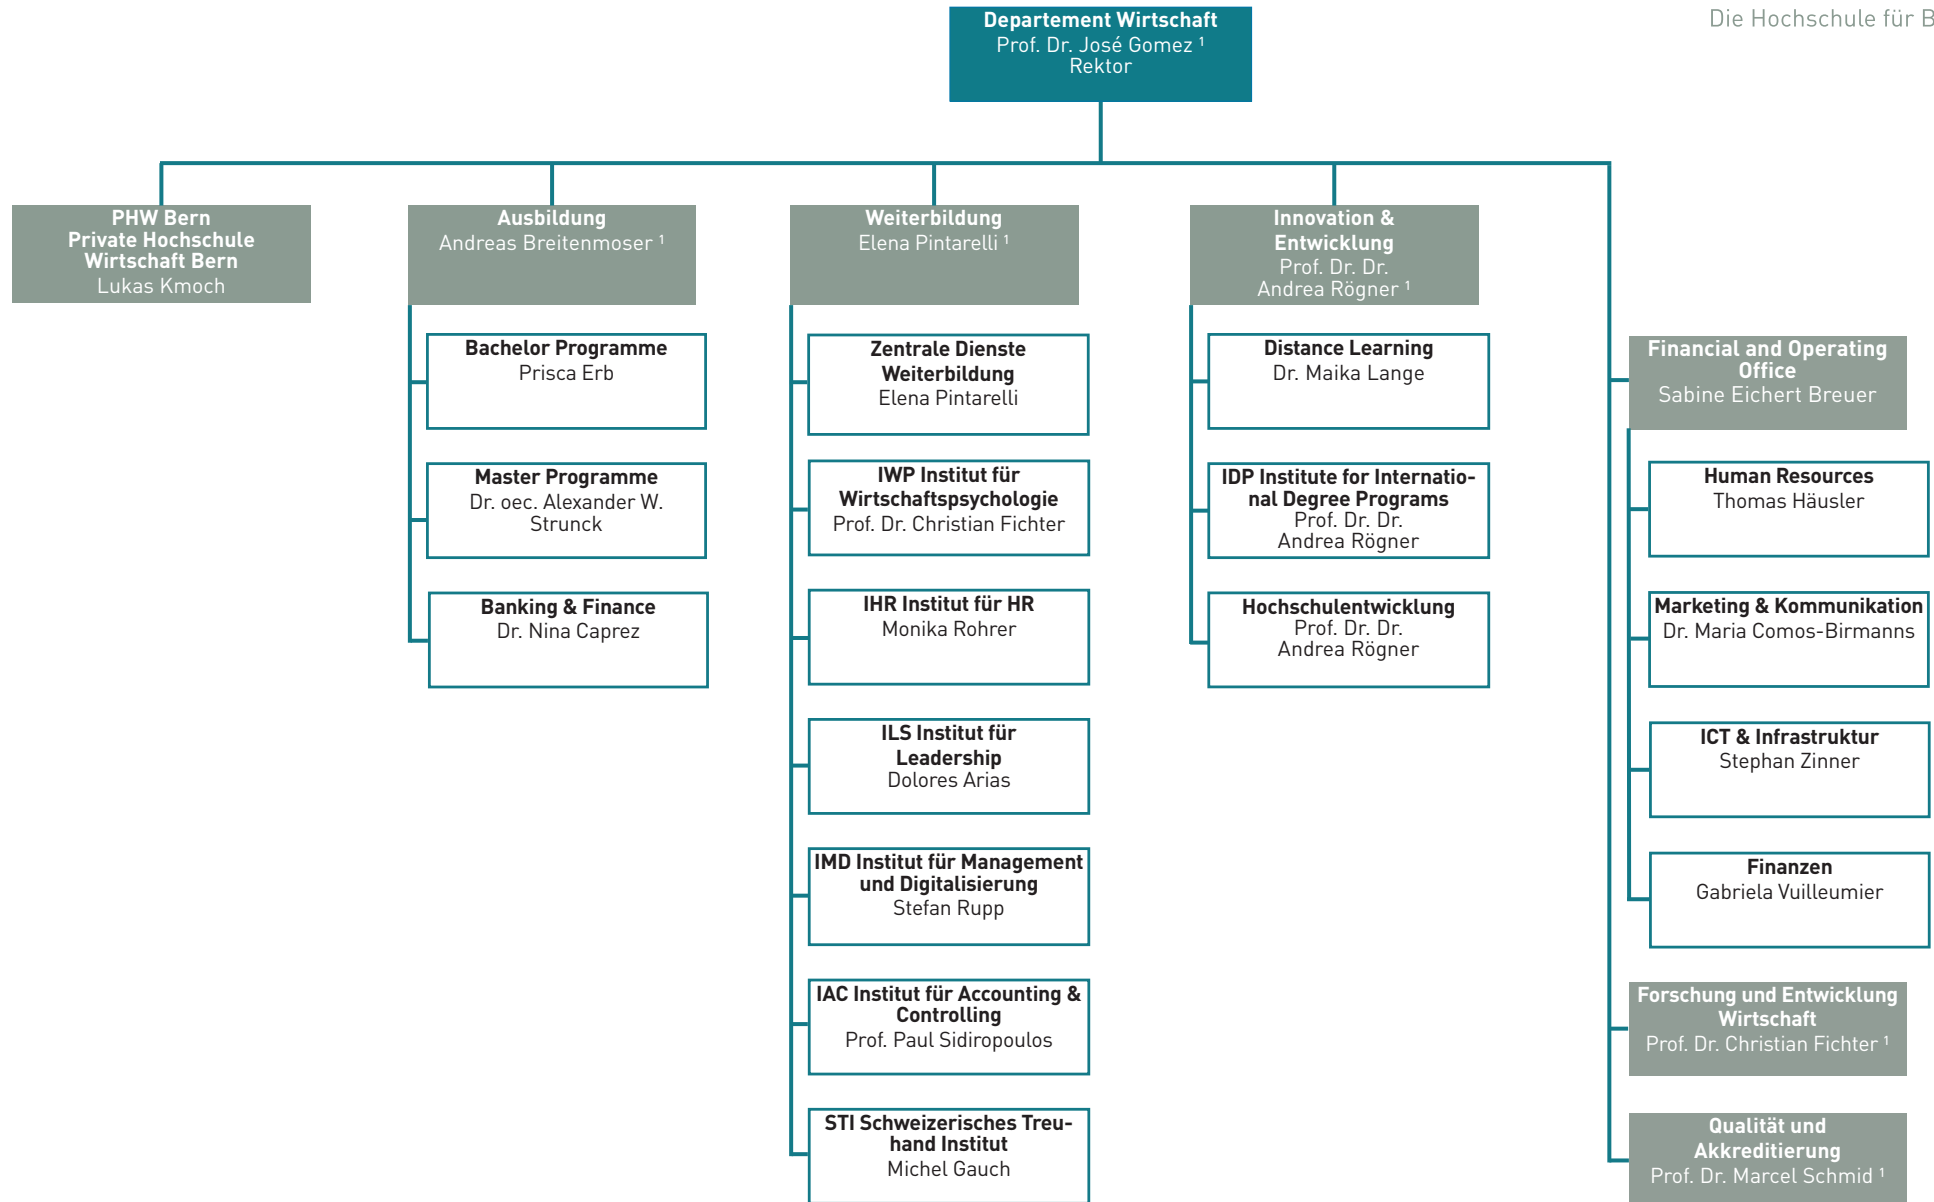 Die Hochschule für B
Departement Wirtschaft
Prof. Dr. José Gomez ¹
Rektor
PHW Bern
Private Hochschule
Wirtschaft Bern
Lukas Kmoch
Ausbildung
Andreas Breitenmoser ¹
Bachelor Programme
Prisca Erb
Master Programme
Dr. oec. Alexander W.
Strunck
Banking & Finance
Dr. Nina Caprez
Weiterbildung
Elena Pintarelli ¹
Zentrale Dienste
Weiterbildung
Elena Pintarelli
IWP Institut für
Wirtschaftspsychologie
Prof. Dr. Christian Fichter
IHR Institut für HR
Monika Rohrer
ILS Institut für
Leadership
Dolores Arias
IMD Institut für Management
und Digitalisierung
Stefan Rupp
IAC Institut für Accounting &
Controlling
Prof. Paul Sidiropoulos
STI Schweizerisches Treu-
hand Institut
Michel Gauch
Innovation &
Entwicklung
Prof. Dr. Dr.
Andrea Rögner ¹
Distance Learning
Dr. Maika Lange
IDP Institute for Internatio-
nal Degree Programs
Prof. Dr. Dr.
Andrea Rögner
Hochschulentwicklung
Prof. Dr. Dr.
Andrea Rögner
Financial and Operating
Office
Sabine Eichert Breuer
Human Resources
Thomas Häusler
Marketing & Kommunikation
Dr. Maria Comos-Birmanns
ICT & Infrastruktur
Stephan Zinner
Finanzen
Gabriela Vuilleumier
Forschung und Entwicklung
Wirtschaft
Prof. Dr. Christian Fichter ¹
Qualität und
Akkreditierung
Prof. Dr. Marcel Schmid ¹